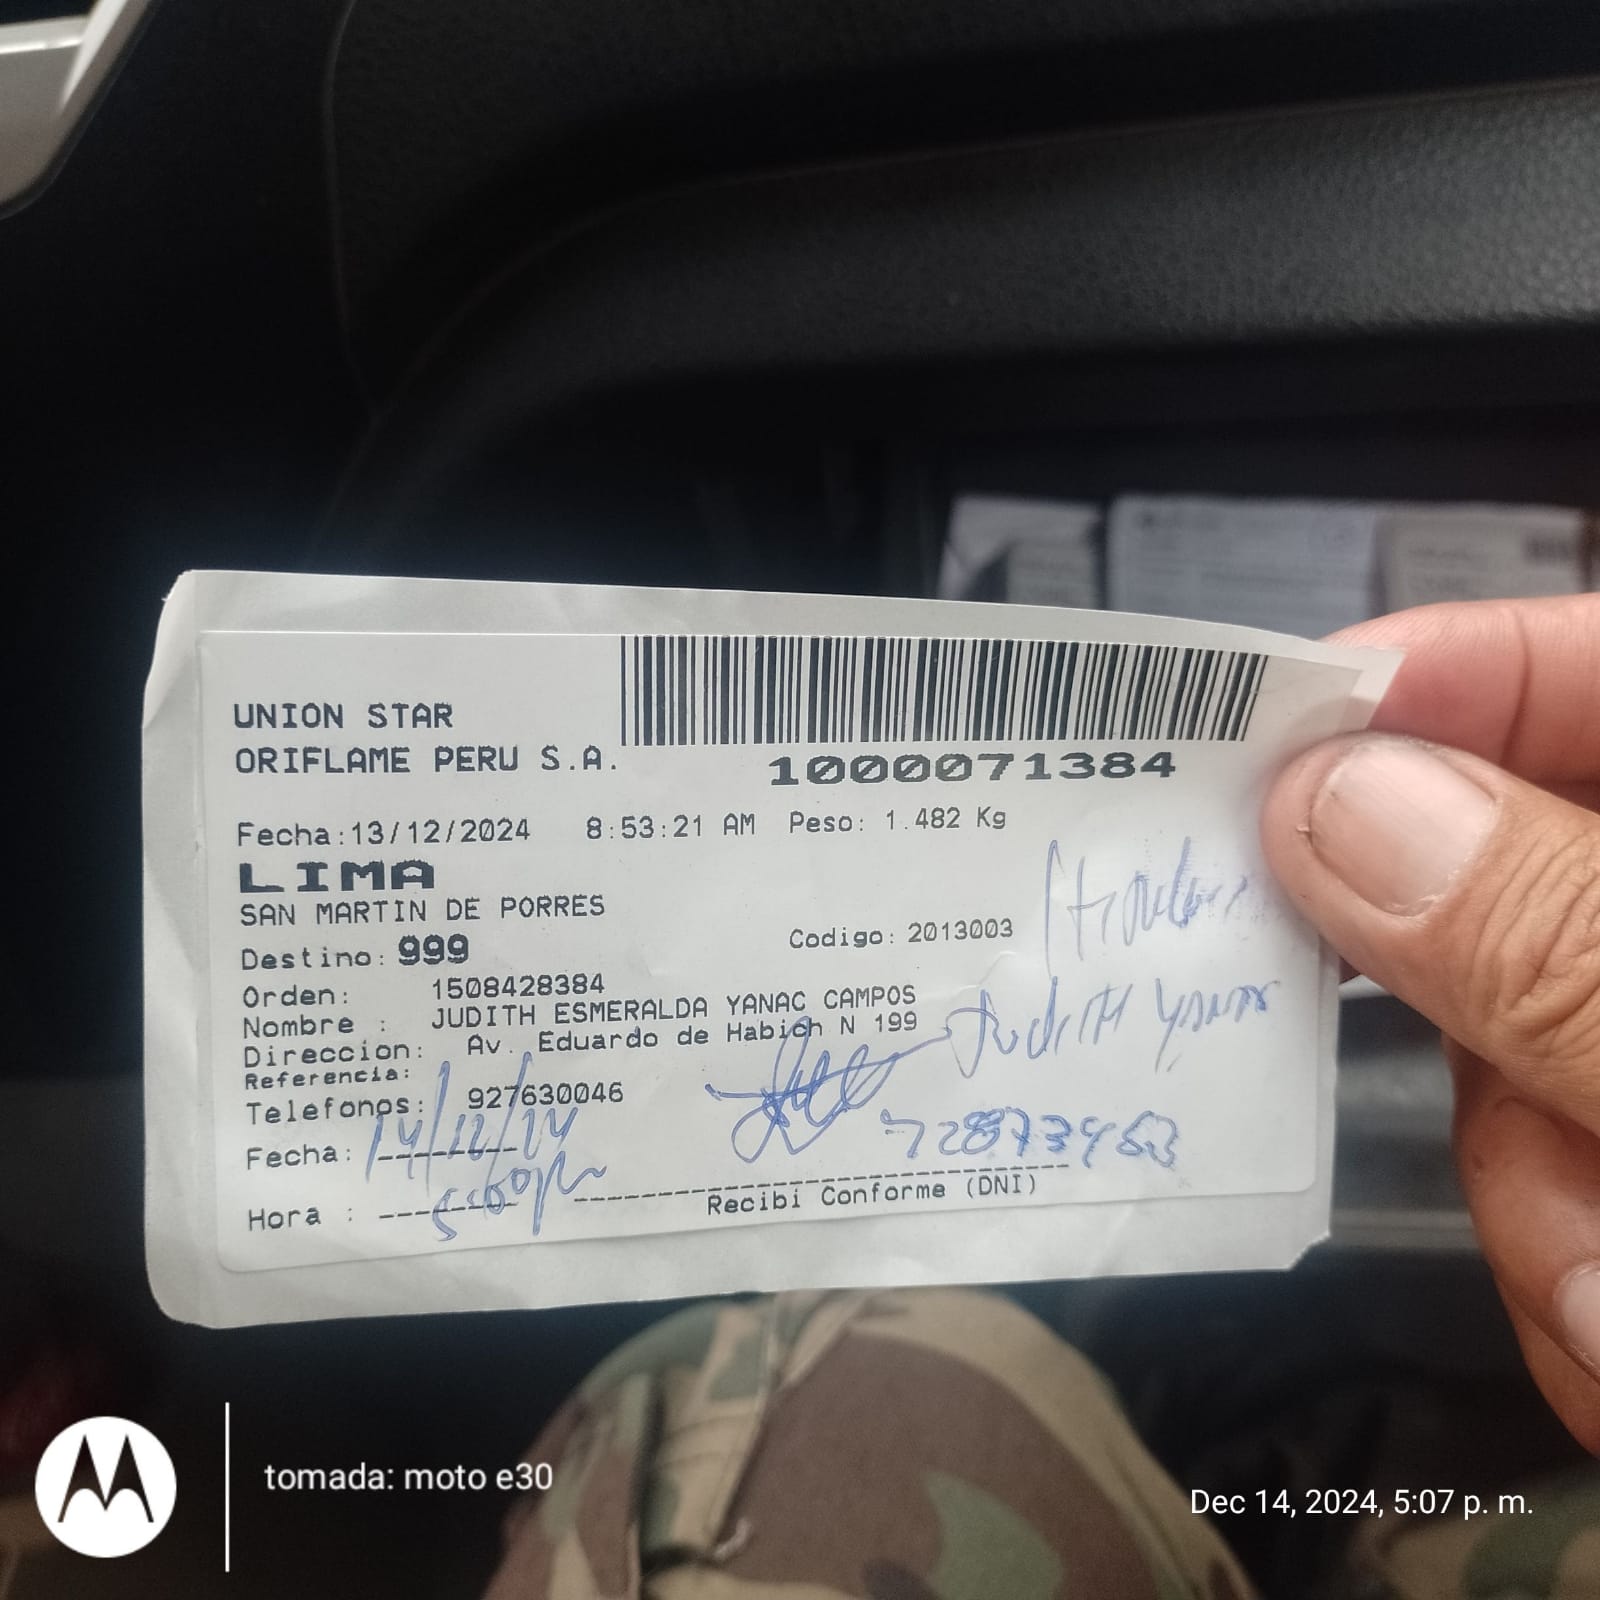 UNION STAR
ORIFLAME PERU S.A.
1000071384
Fecha:13/12/2024 8:53:21 AM Peso: 1.482 Kg
LIMA
SAN MARTIN DE PORRES
Destino: 999 Codigo: 2013003
Orden: 1508428384
Nombre : JUDITH ESMERALDA YANAC CAMPOS
Direccion: Av. Eduardo de Habich N 199
Judith Yanac
Referencia:
Telefonos: 927630046
72873453
Fecha: 14/12/24
Hora : 5:00pm
Recibi Conforme (DNI)
tomada: moto e30
Dec 14, 2024, 5:07 p. m.